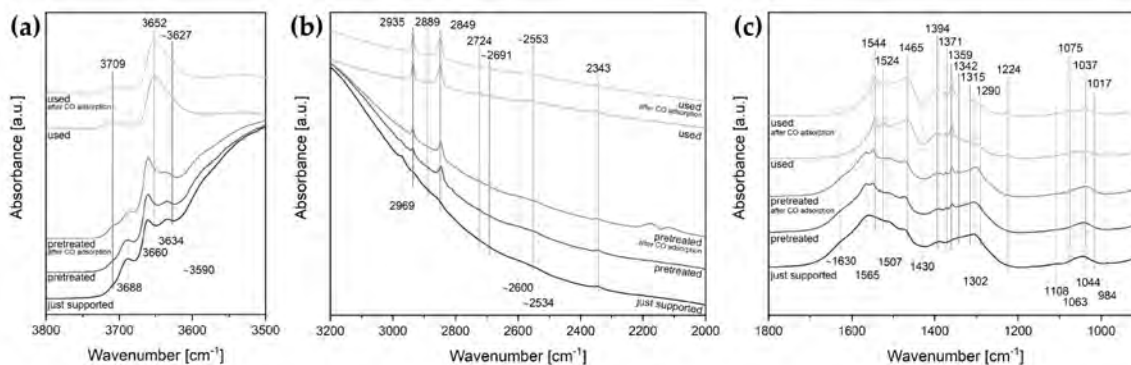 (a)
3652
~3627
3709
used
after CO adsorption
used
pretreated
after CO adsorption
pretreated
just supported
3634
3660
3688
~3590
Absorbance [a.u.]
3800
3700
3600
3500
Wavenumber [cm-1]
(b)
2935
2889
2849
2724
~2691
~2553
2343
used
after CO adsorption
used
2969
pretreated
after CO adsorption
pretreated
~2600
~2534
just supported
Absorbance [a.u.]
3200
3000
2800
2600
2400
2200
2000
Wavenumber [cm-1]
(c)
1544
1524
1465
1394
1371
1359
1342
1315
1290
1224
1075
1037
1017
used
after CO adsorption
used
pretreated
after CO adsorption
pretreated
just supported
~1630
1565
1507
1430
1302
1108
1063
1044
984
Absorbance [a.u.]
1800
1600
1400
1200
1000
Wavenumber [cm-1]